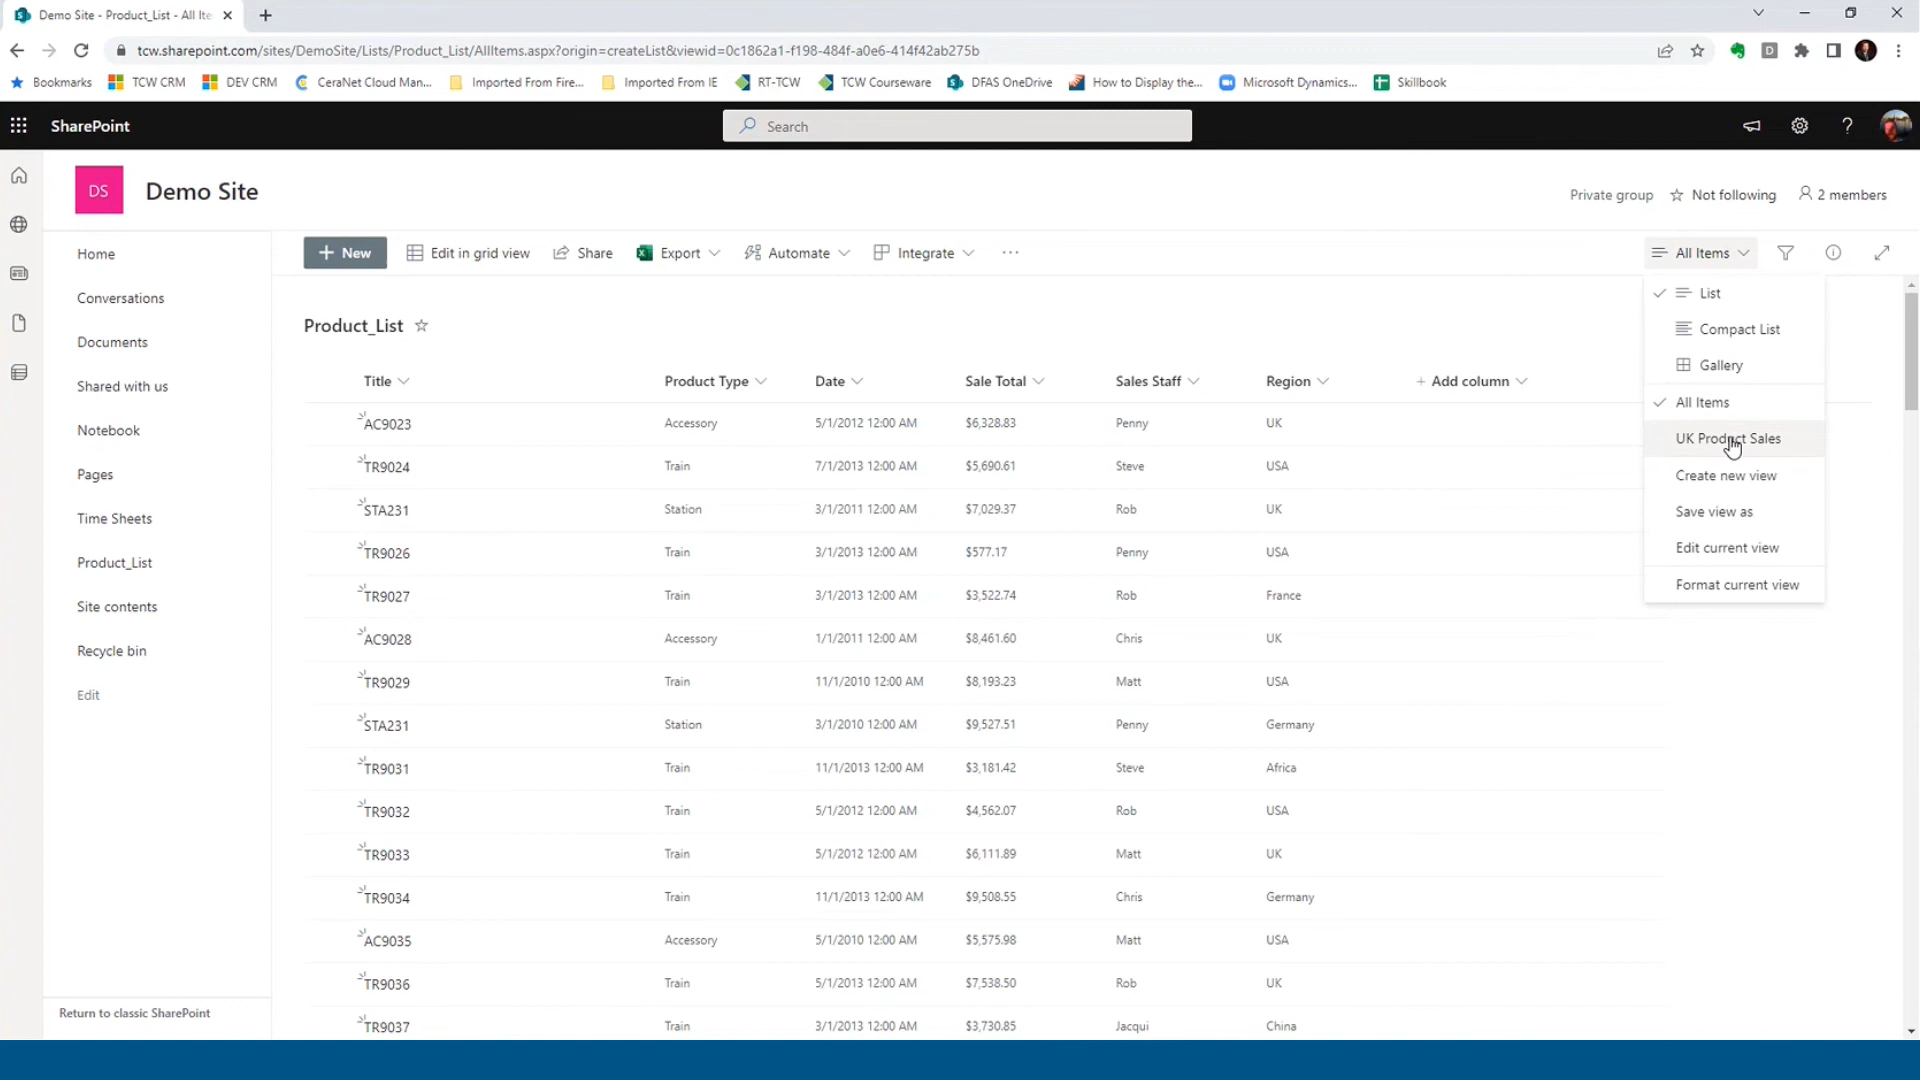 Demo Site - Product_List - All Ite
tcw.sharepoint.com/sites/DemoSite/Lists/Product_List/AllItems.aspx?origin=createList&viewid=0c1862a1-f198-484f-a0e6-414f42ab275b
Bookmarks TCW CRM DEV CRM CeraNet Cloud Man... Imported From Fire... Imported From IE RT-TCW TCW Courseware DFAS OneDrive How to Display the... Microsoft Dynamics... Skillbook
SharePoint Search
DS Demo Site Private group Not following 2 members
Home
Conversations
Documents
Shared with us
Notebook
Pages
Time Sheets
Product_List
Site contents
Recycle bin
Edit
Return to classic SharePoint
+ New Edit in grid view Share Export Automate Integrate ... All Items
List
Compact List
Gallery
All Items
UK Product Sales
Create new view
Save view as
Edit current view
Format current view
Product_List
Title Product Type Date Sale Total Sales Staff Region + Add column
AC9023 Accessory 5/1/2012 12:00 AM $6,328.83 Penny UK
TR9024 Train 7/1/2013 12:00 AM $5,690.61 Steve USA
STA231 Station 3/1/2011 12:00 AM $7,029.37 Rob UK
TR9026 Train 3/1/2013 12:00 AM $577.17 Penny USA
TR9027 Train 3/1/2013 12:00 AM $3,522.74 Rob France
AC9028 Accessory 1/1/2011 12:00 AM $8,461.60 Chris UK
TR9029 Train 11/1/2010 12:00 AM $8,193.23 Matt USA
STA231 Station 3/1/2010 12:00 AM $9,527.51 Penny Germany
TR9031 Train 11/1/2013 12:00 AM $3,181.42 Steve Africa
TR9032 Train 5/1/2012 12:00 AM $4,562.07 Rob USA
TR9033 Train 5/1/2012 12:00 AM $6,111.89 Matt UK
TR9034 Train 11/1/2013 12:00 AM $9,508.55 Chris Germany
AC9035 Accessory 5/1/2010 12:00 AM $5,575.98 Matt USA
TR9036 Train 5/1/2013 12:00 AM $7,538.50 Rob UK
TR9037 Train 3/1/2013 12:00 AM $3,730.85 Jacqui China